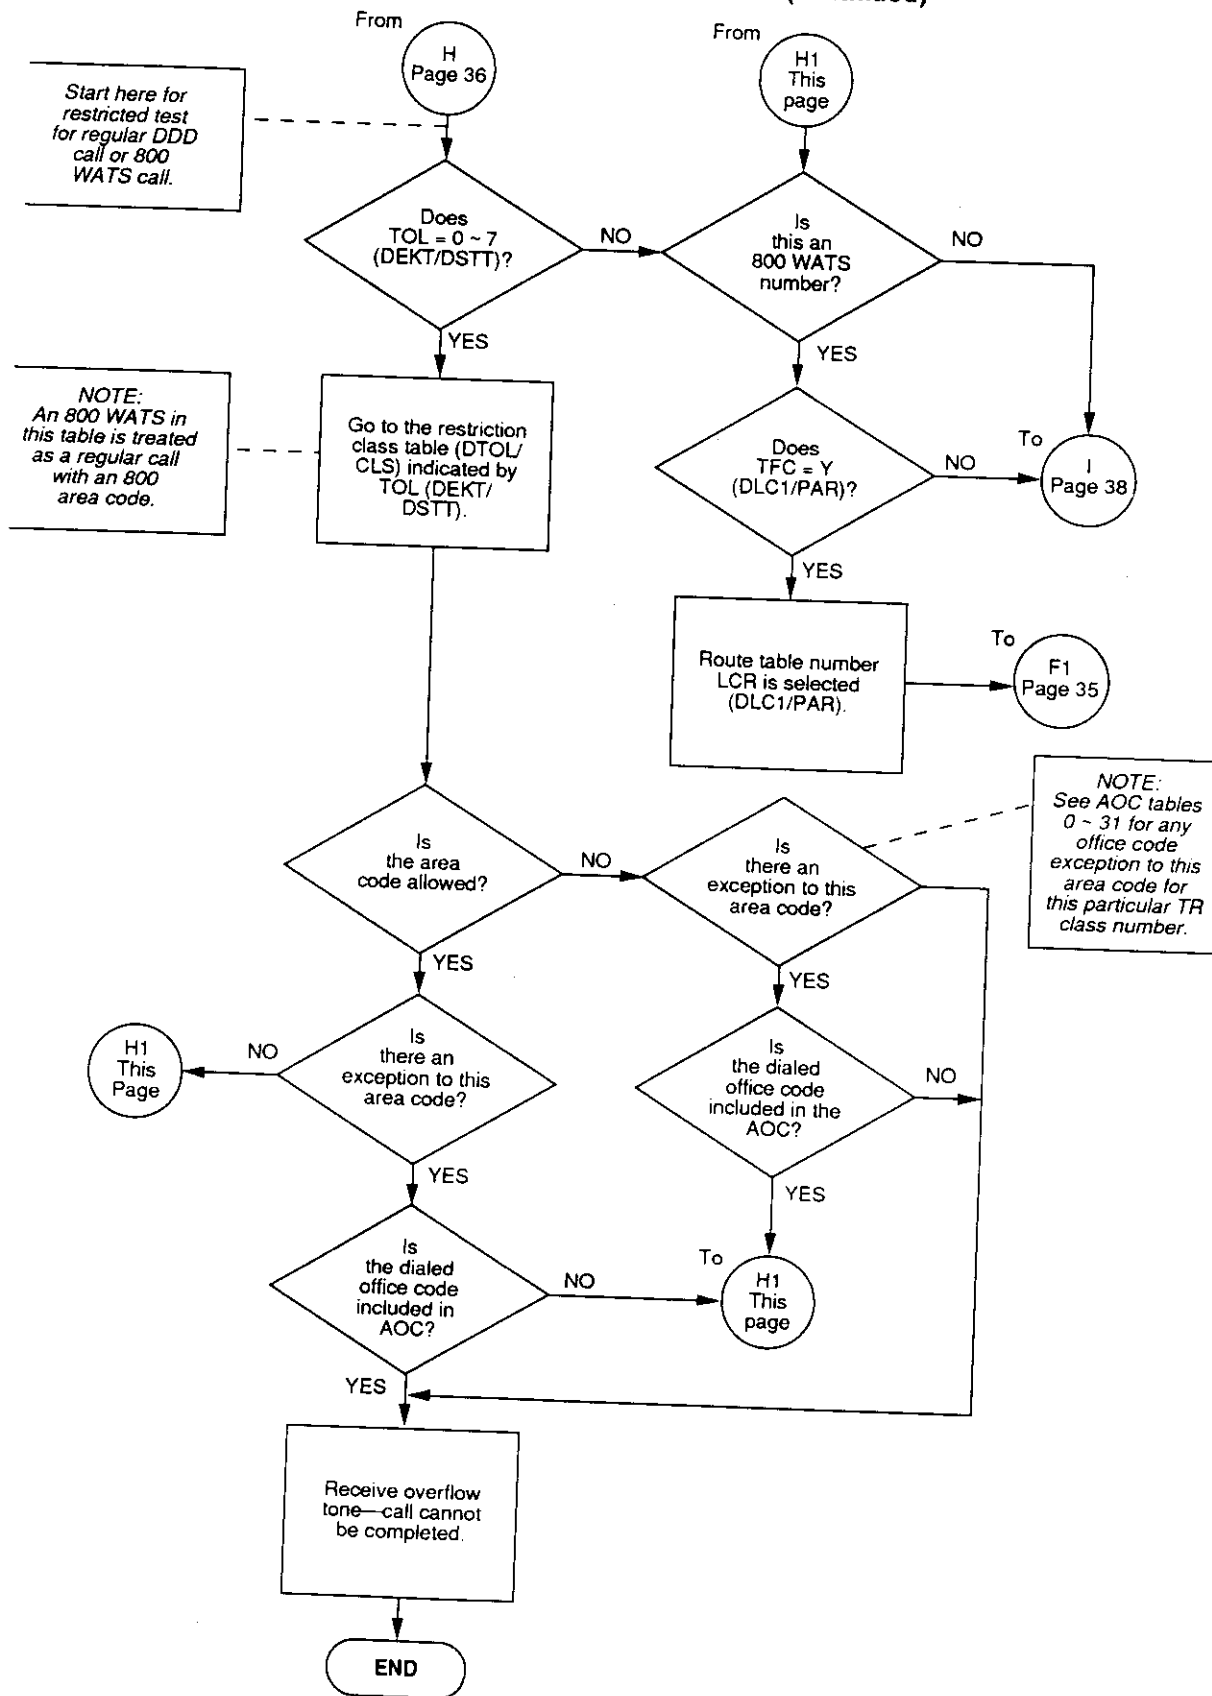 From
H
Page 36
From
H1
This
page
Start here for
restricted test
for regular DDD
call or 800
WATS call.
Does
TOL = 0 ~ 7
(DEKT/DSTT)?
NO
YES
Is
this an
800 WATS
number?
NO
YES
NOTE:
An 800 WATS in
this table is treated
as a regular call
with an 800
area code.
Go to the restriction
class table (DTOL/
CLS) indicated by
TOL (DEKT/
DSTT).
Does
TFC = Y
(DLC1/PAR)?
NO
YES
To
I
Page 38
Route table number
LCR is selected
(DLC1/PAR).
To
F1
Page 35
NOTE:
See AOC tables
0 ~ 31 for any
office code
exception to this
area code for
this particular TR
class number.
Is
the area
code allowed?
NO
YES
Is
there an
exception to this
area code?
YES
H1
This
Page
NO
Is
there an
exception to this
area code?
YES
Is
the dialed
office code
included in the
AOC?
NO
YES
Is
the dialed
office code
included in
AOC?
NO
YES
To
H1
This
page
Receive overflow
tone—call cannot
be completed.
END